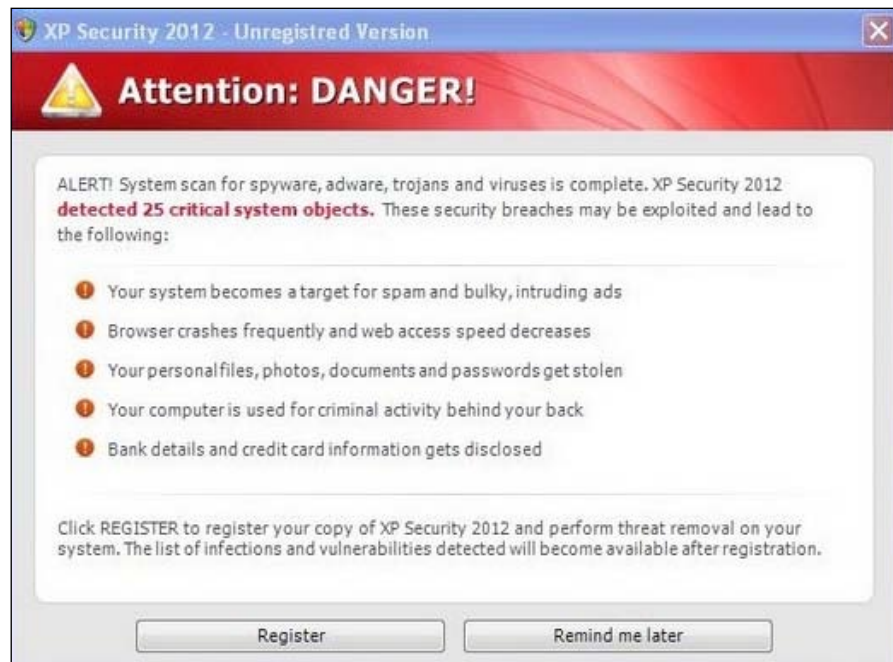 XP Security 2012 - Unregistred Version
Attention: DANGER!
ALERT! System scan for spyware, adware, trojans and viruses is complete. XP Security 2012
detected 25 critical system objects. These security breaches may be exploited and lead to
the following:
Your system becomes a target for spam and bulky, intruding ads
Browser crashes frequently and web access speed decreases
Your personal files, photos, documents and passwords get stolen
Your computer is used for criminal activity behind your back
Bank details and credit card information gets disclosed
Click REGISTER to register your copy of XP Security 2012 and perform threat removal on your
system. The list of infections and vulnerabilities detected will become available after registration.
Register
Remind me later